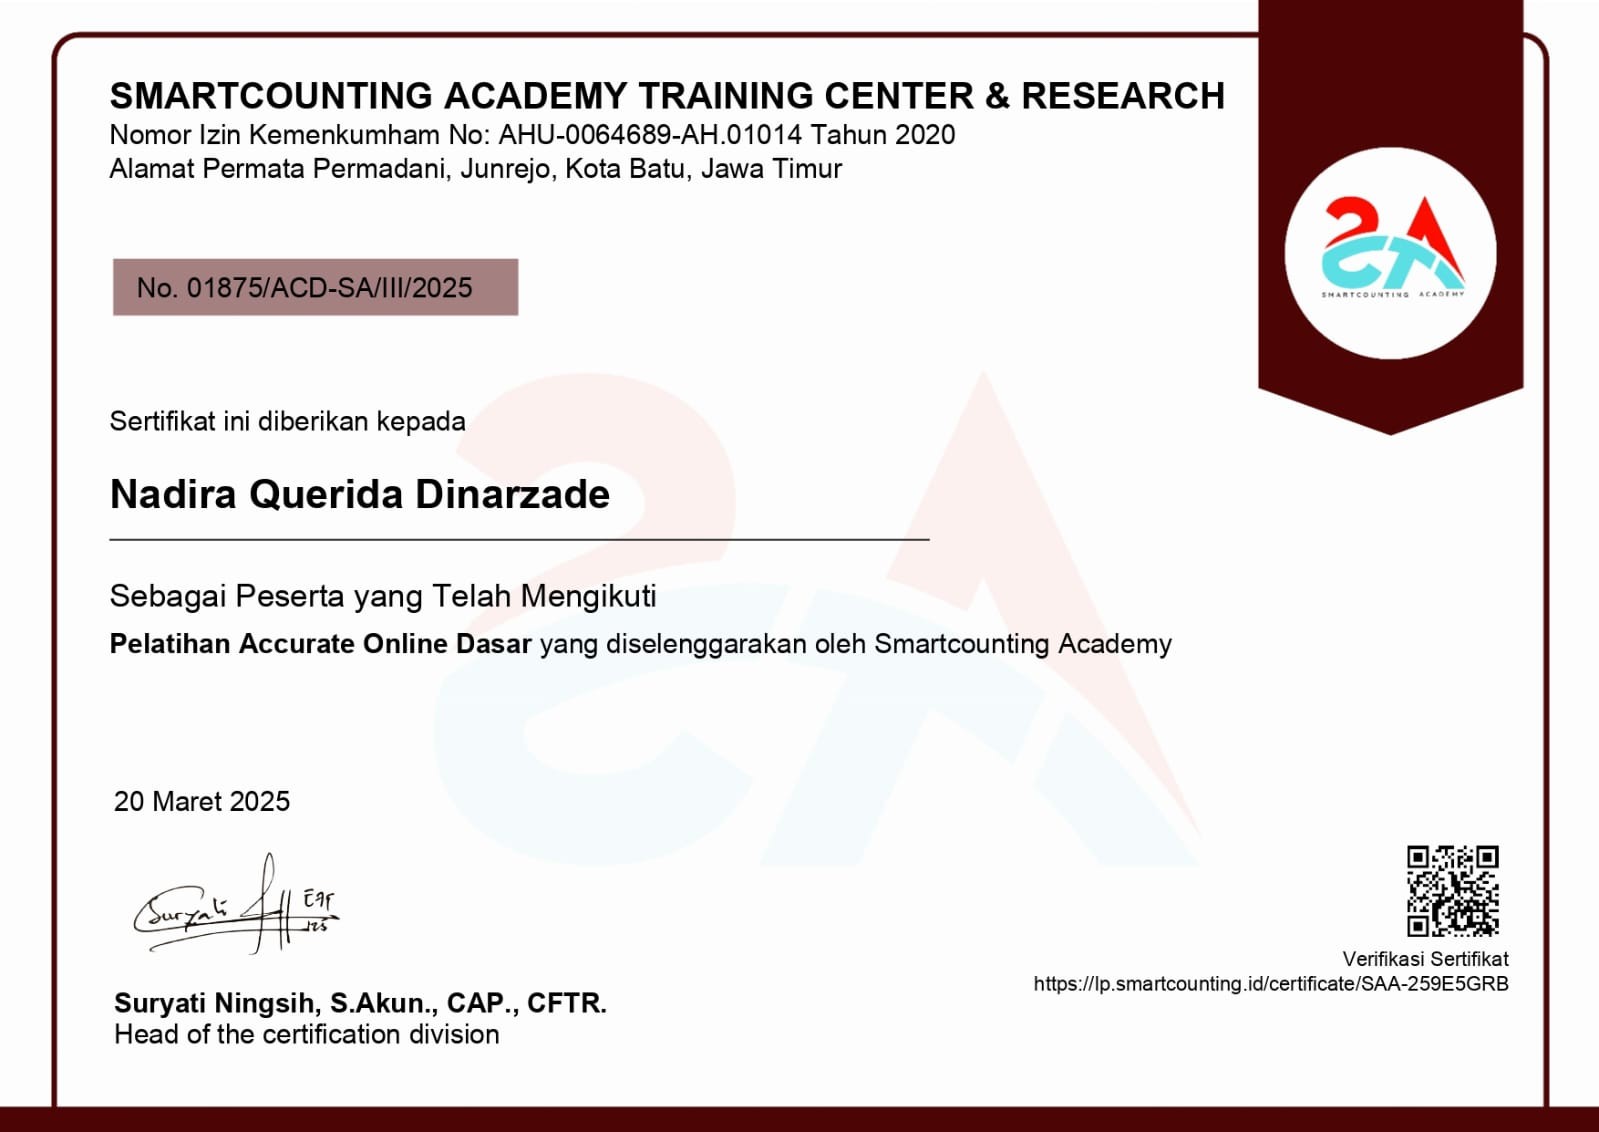 SMARTCOUNTING ACADEMY TRAINING CENTER & RESEARCH
Nomor Izin Kemenkumham No: AHU-0064689-AH.01014 Tahun 2020
Alamat Permata Permadani, Junrejo, Kota Batu, Jawa Timur
SMARTCOUNTING ACADEMY
No. 01875/ACD-SA/III/2025
Sertifikat ini diberikan kepada
Nadira Querida Dinarzade
Sebagai Peserta yang Telah Mengikuti
Pelatihan Accurate Online Dasar yang diselenggarakan oleh Smartcounting Academy
20 Maret 2025
Suryati
Suryati Ningsih, S.Akun., CAP., CFTR.
Head of the certification division
Verifikasi Sertifikat
https://lp.smartcounting.id/certificate/SAA-259E5GRB